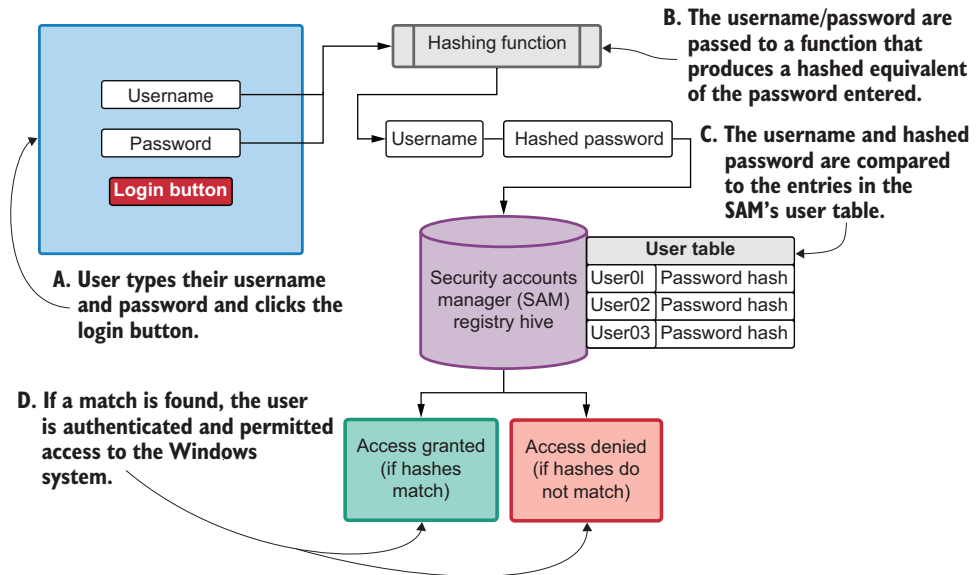 Username
Password
Login button
A. User types their username
and password and clicks the
login button.
Hashing function
B. The username/password are
passed to a function that
produces a hashed equivalent
of the password entered.
Username
Hashed password
C. The username and hashed
password are compared
to the entries in the
SAM’s user table.
Security accounts
manager (SAM)
registry hive
User table
User0l Password hash
User02 Password hash
User03 Password hash
D. If a match is found, the user
is authenticated and permitted
access to the Windows
system.
Access granted
(if hashes
match)
Access denied
(if hashes do
not match)